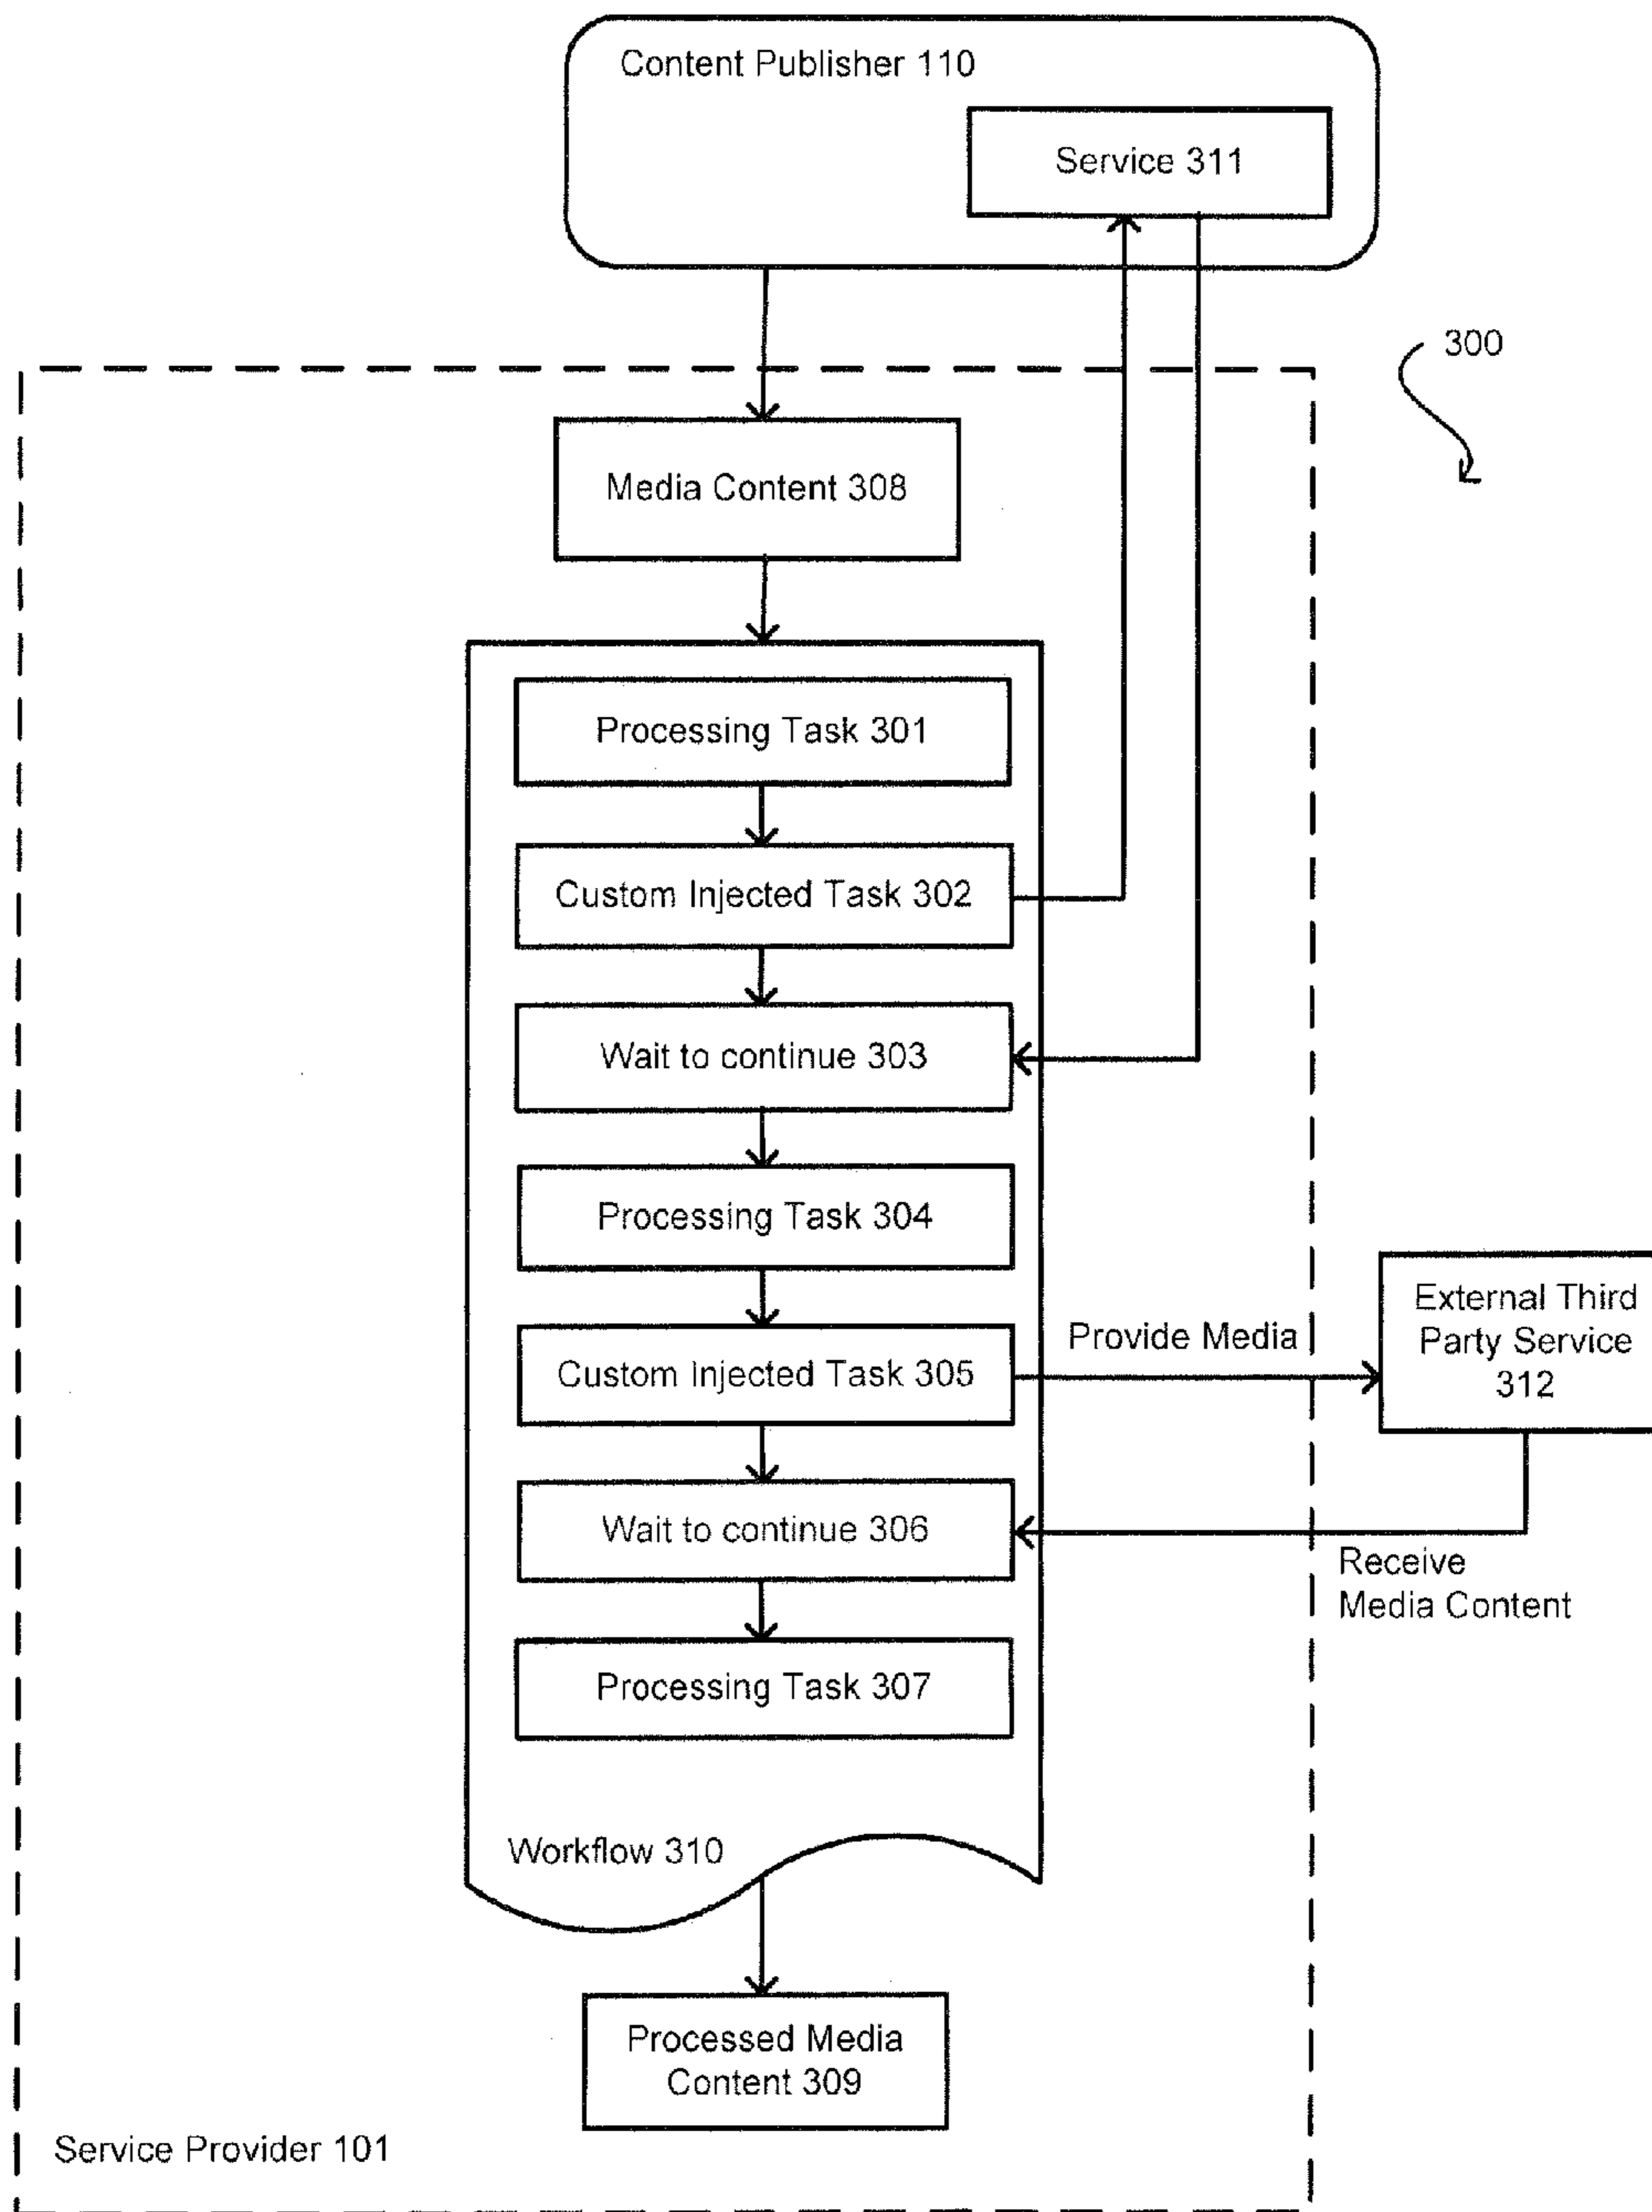 Content Publisher 110
Service 311
300
Media Content 308
Processing Task 301
Custom Injected Task 302
Wait to continue 303
Processing Task 304
Custom Injected Task 305
Provide Media
External Third
Party Service
312
Wait to continue 306
Receive
Media Content
Processing Task 307
Workflow 310
Processed Media
Content 309
Service Provider 101